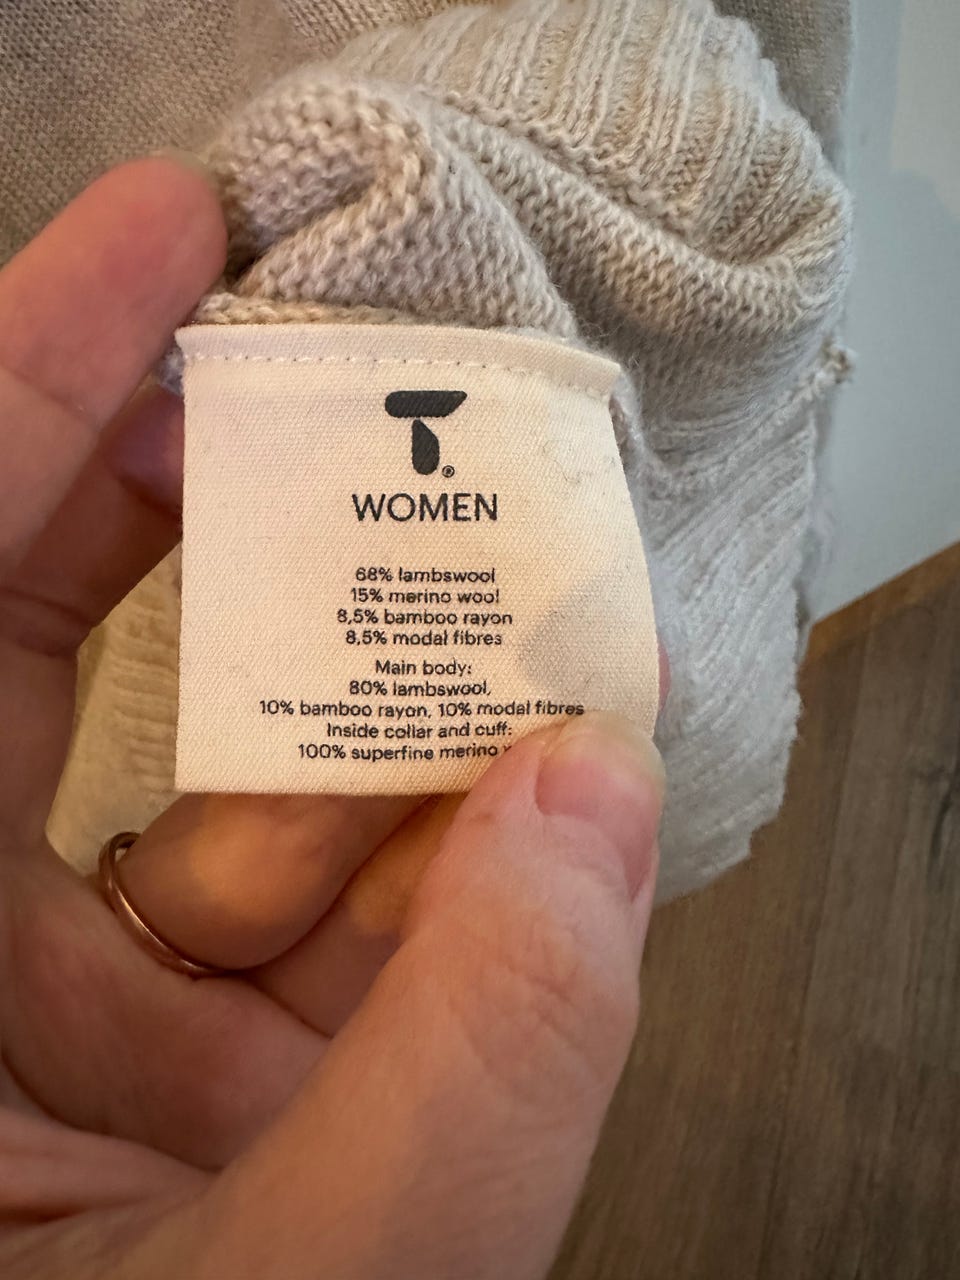 T®
WOMEN
68% lambswool
15% merino wool
8,5% bamboo rayon
8,5% modal fibres
Main body:
80% lambswool,
10% bamboo rayon, 10% modal fibres
Inside collar and cuff:
100% superfine merino